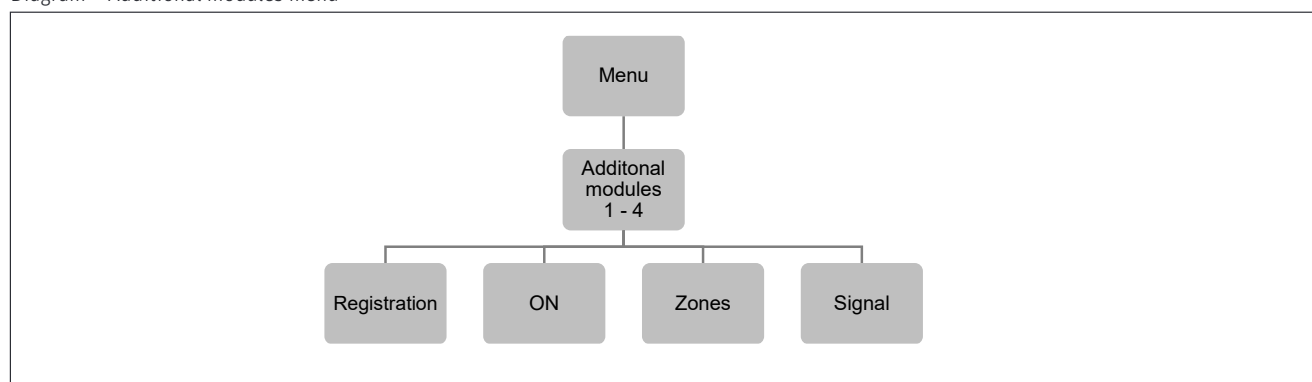 Menu
Additonal
modules
1 - 4
Registration
ON
Zones
Signal